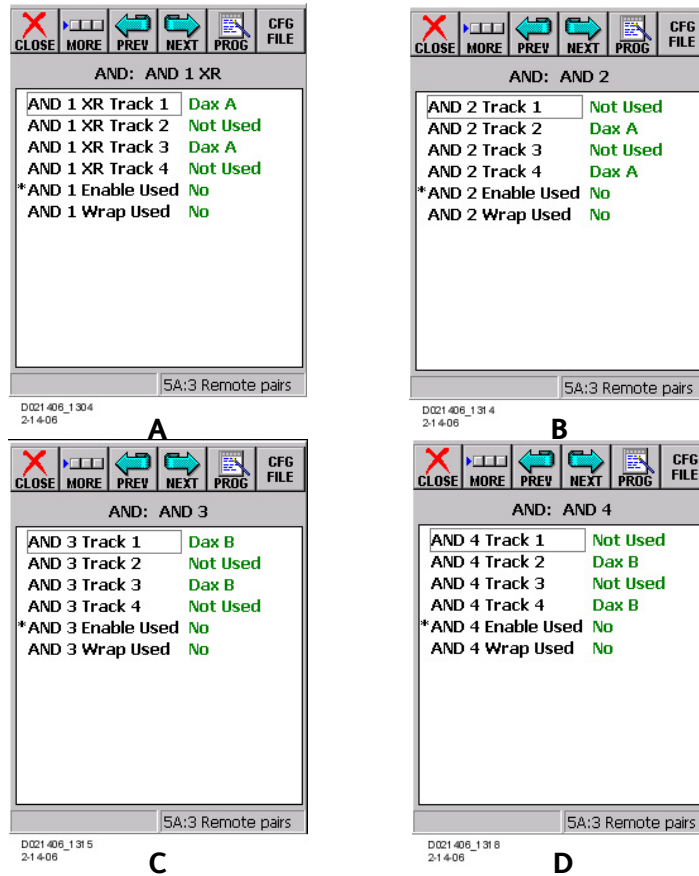 CLOSE MORE PREV NEXT PROG CFG FILE
AND: AND 1 XR
AND 1 XR Track 1 Dax A
AND 1 XR Track 2 Not Used
AND 1 XR Track 3 Dax A
AND 1 XR Track 4 Not Used
*AND 1 Enable Used No
AND 1 Wrap Used No
5A:3 Remote pairs
D021406_1304
2-14-06
A
CLOSE MORE PREV NEXT PROG CFG FILE
AND: AND 2
AND 2 Track 1 Not Used
AND 2 Track 2 Dax A
AND 2 Track 3 Not Used
AND 2 Track 4 Dax A
*AND 2 Enable Used No
AND 2 Wrap Used No
5A:3 Remote pairs
D021406_1314
2-14-06
B
CLOSE MORE PREV NEXT PROG CFG FILE
AND: AND 3
AND 3 Track 1 Dax B
AND 3 Track 2 Not Used
AND 3 Track 3 Dax B
AND 3 Track 4 Not Used
*AND 3 Enable Used No
AND 3 Wrap Used No
5A:3 Remote pairs
D021406_1315
2-14-06
C
CLOSE MORE PREV NEXT PROG CFG FILE
AND: AND 4
AND 4 Track 1 Not Used
AND 4 Track 2 Dax B
AND 4 Track 3 Not Used
AND 4 Track 4 Dax B
*AND 4 Enable Used No
AND 4 Wrap Used No
5A:3 Remote pairs
D021406_1318
2-14-06
D